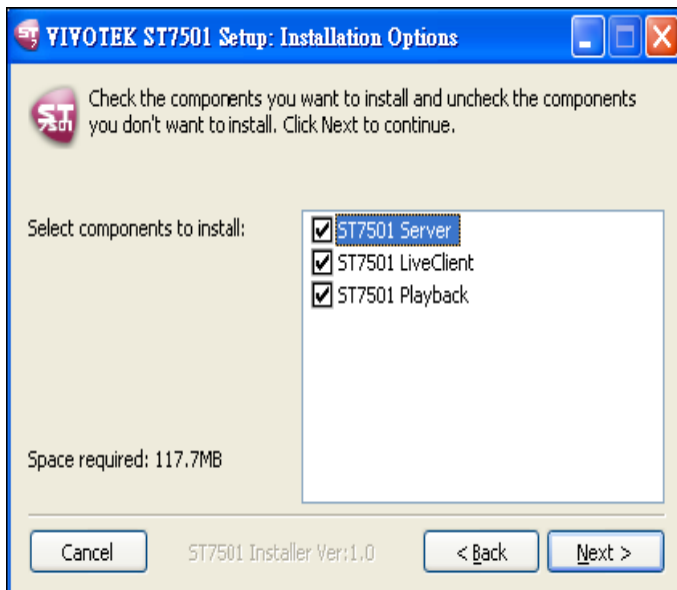 VIVOTEK ST7501 Setup: Installation Options
ST
7501
Check the components you want to install and uncheck the components
you don't want to install. Click Next to continue.
Select components to install:
ST7501 Server
ST7501 LiveClient
ST7501 Playback
Space required: 117.7MB
Cancel
ST7501 Installer Ver:1.0
< Back
Next >